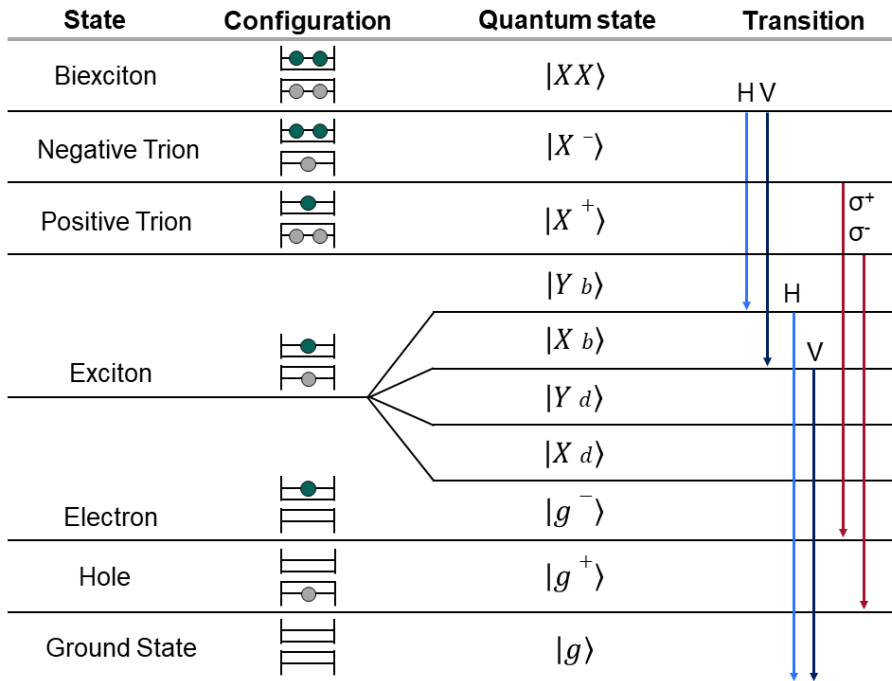 State Configuration Quantum state Transition
Biexciton |XX⟩
H V
Negative Trion |X⁻⟩
Positive Trion |X⁺⟩
σ⁺
σ⁻
|Y b⟩
H
|X b⟩
V
Exciton
|Y d⟩
|X d⟩
Electron |g⁻⟩
Hole |g⁺⟩
Ground State |g⟩